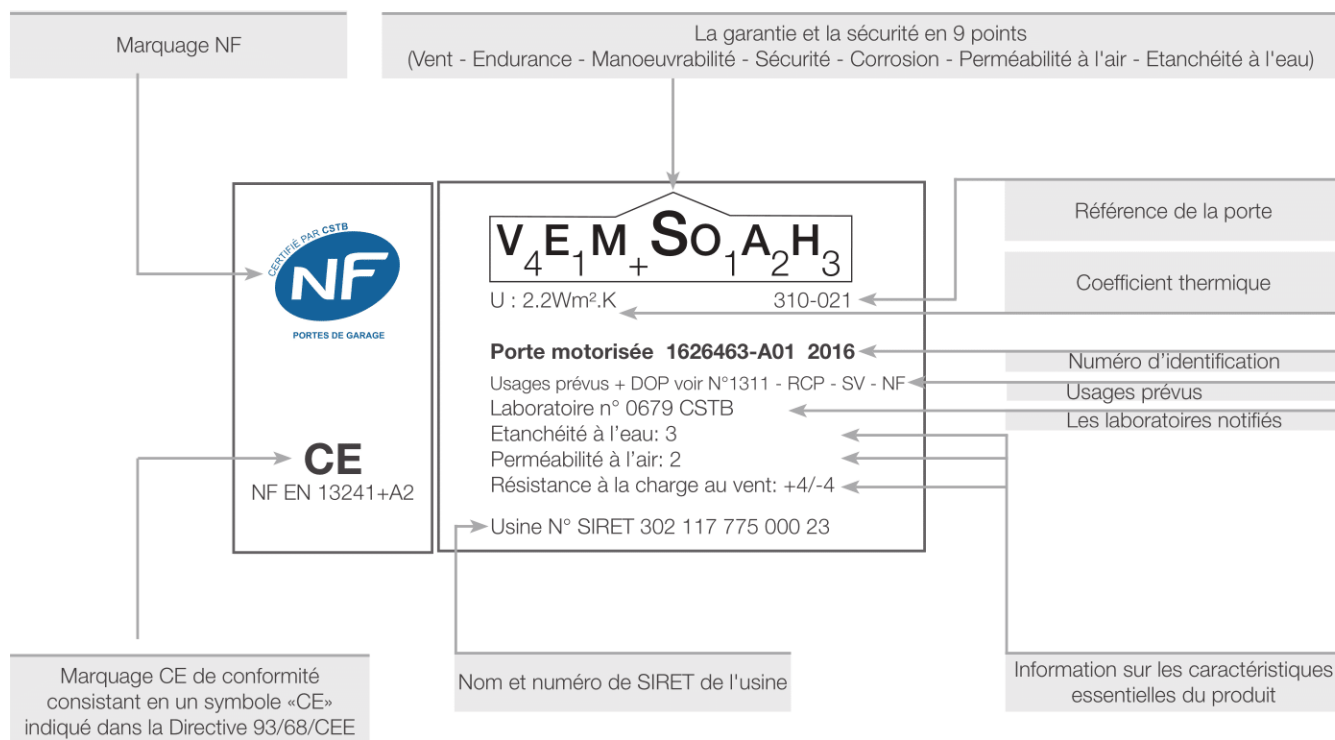 Marquage NF
La garantie et la sécurité en 9 points
(Vent - Endurance - Manoeuvrabilité - Sécurité - Corrosion - Perméabilité à l'air - Etanchéité à l'eau)
CERTIFIÉ PAR CSTB
NF
PORTES DE GARAGE
CE
NF EN 13241+A2
V4E1M+SO1A2H3
U : 2.2Wm².K 310-021
Porte motorisée 1626463-A01 2016
Usages prévus + DOP voir N°1311 - RCP - SV - NF
Laboratoire n° 0679 CSTB
Etanchéité à l'eau: 3
Perméabilité à l'air: 2
Résistance à la charge au vent: +4/-4
Usine N° SIRET 302 117 775 000 23
Référence de la porte
Coefficient thermique
Numéro d'identification
Usages prévus
Les laboratoires notifiés
Marquage CE de conformité
consistant en un symbole «CE»
indiqué dans la Directive 93/68/CEE
Nom et numéro de SIRET de l'usine
Information sur les caractéristiques
essentielles du produit